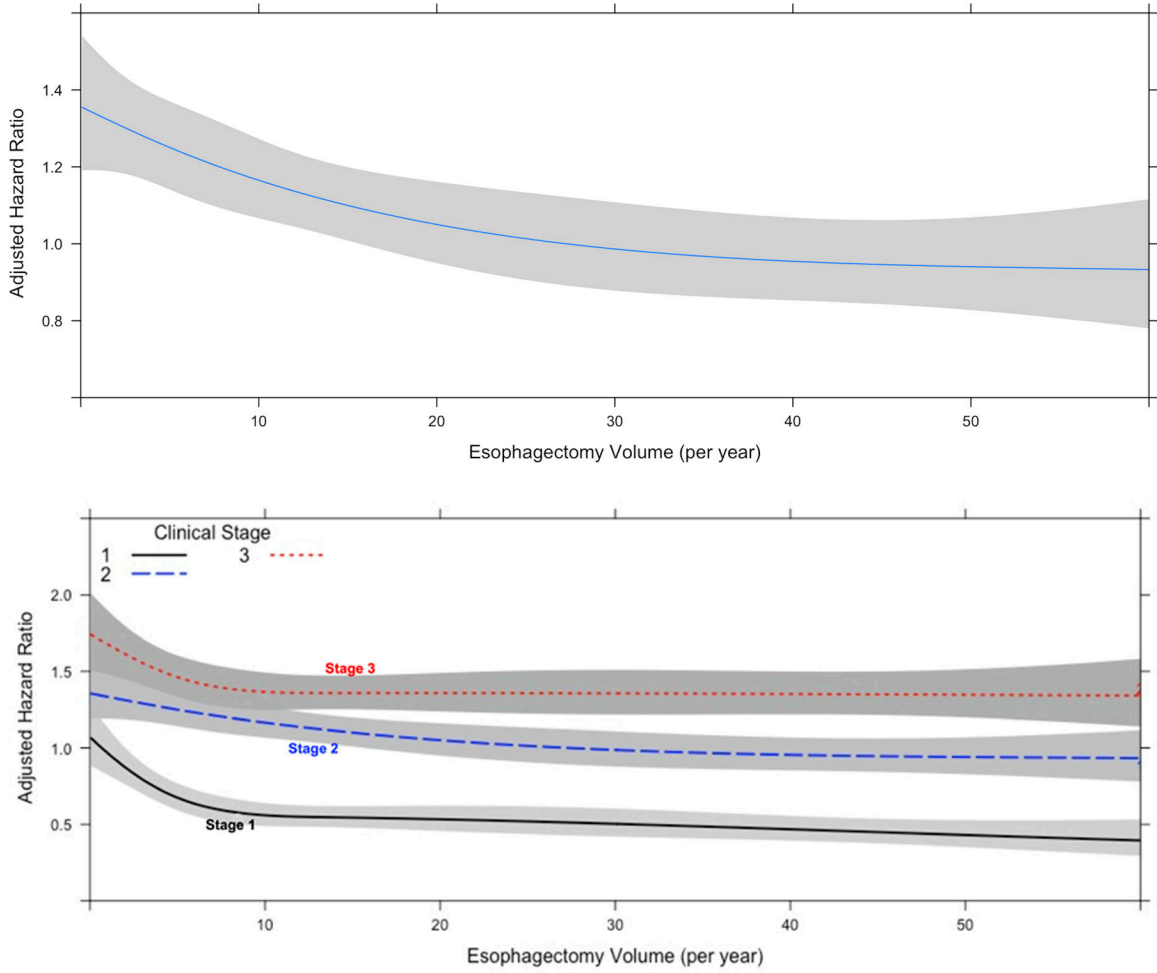 1.4
1.2
1.0
0.8
Adjusted Hazard Ratio
10 20 30 40 50
Esophagectomy Volume (per year)
Clinical Stage
1 3
2
2.0
1.5
1.0
0.5
Adjusted Hazard Ratio
Stage 3
Stage 2
Stage 1
10 20 30 40 50
Esophagectomy Volume (per year)